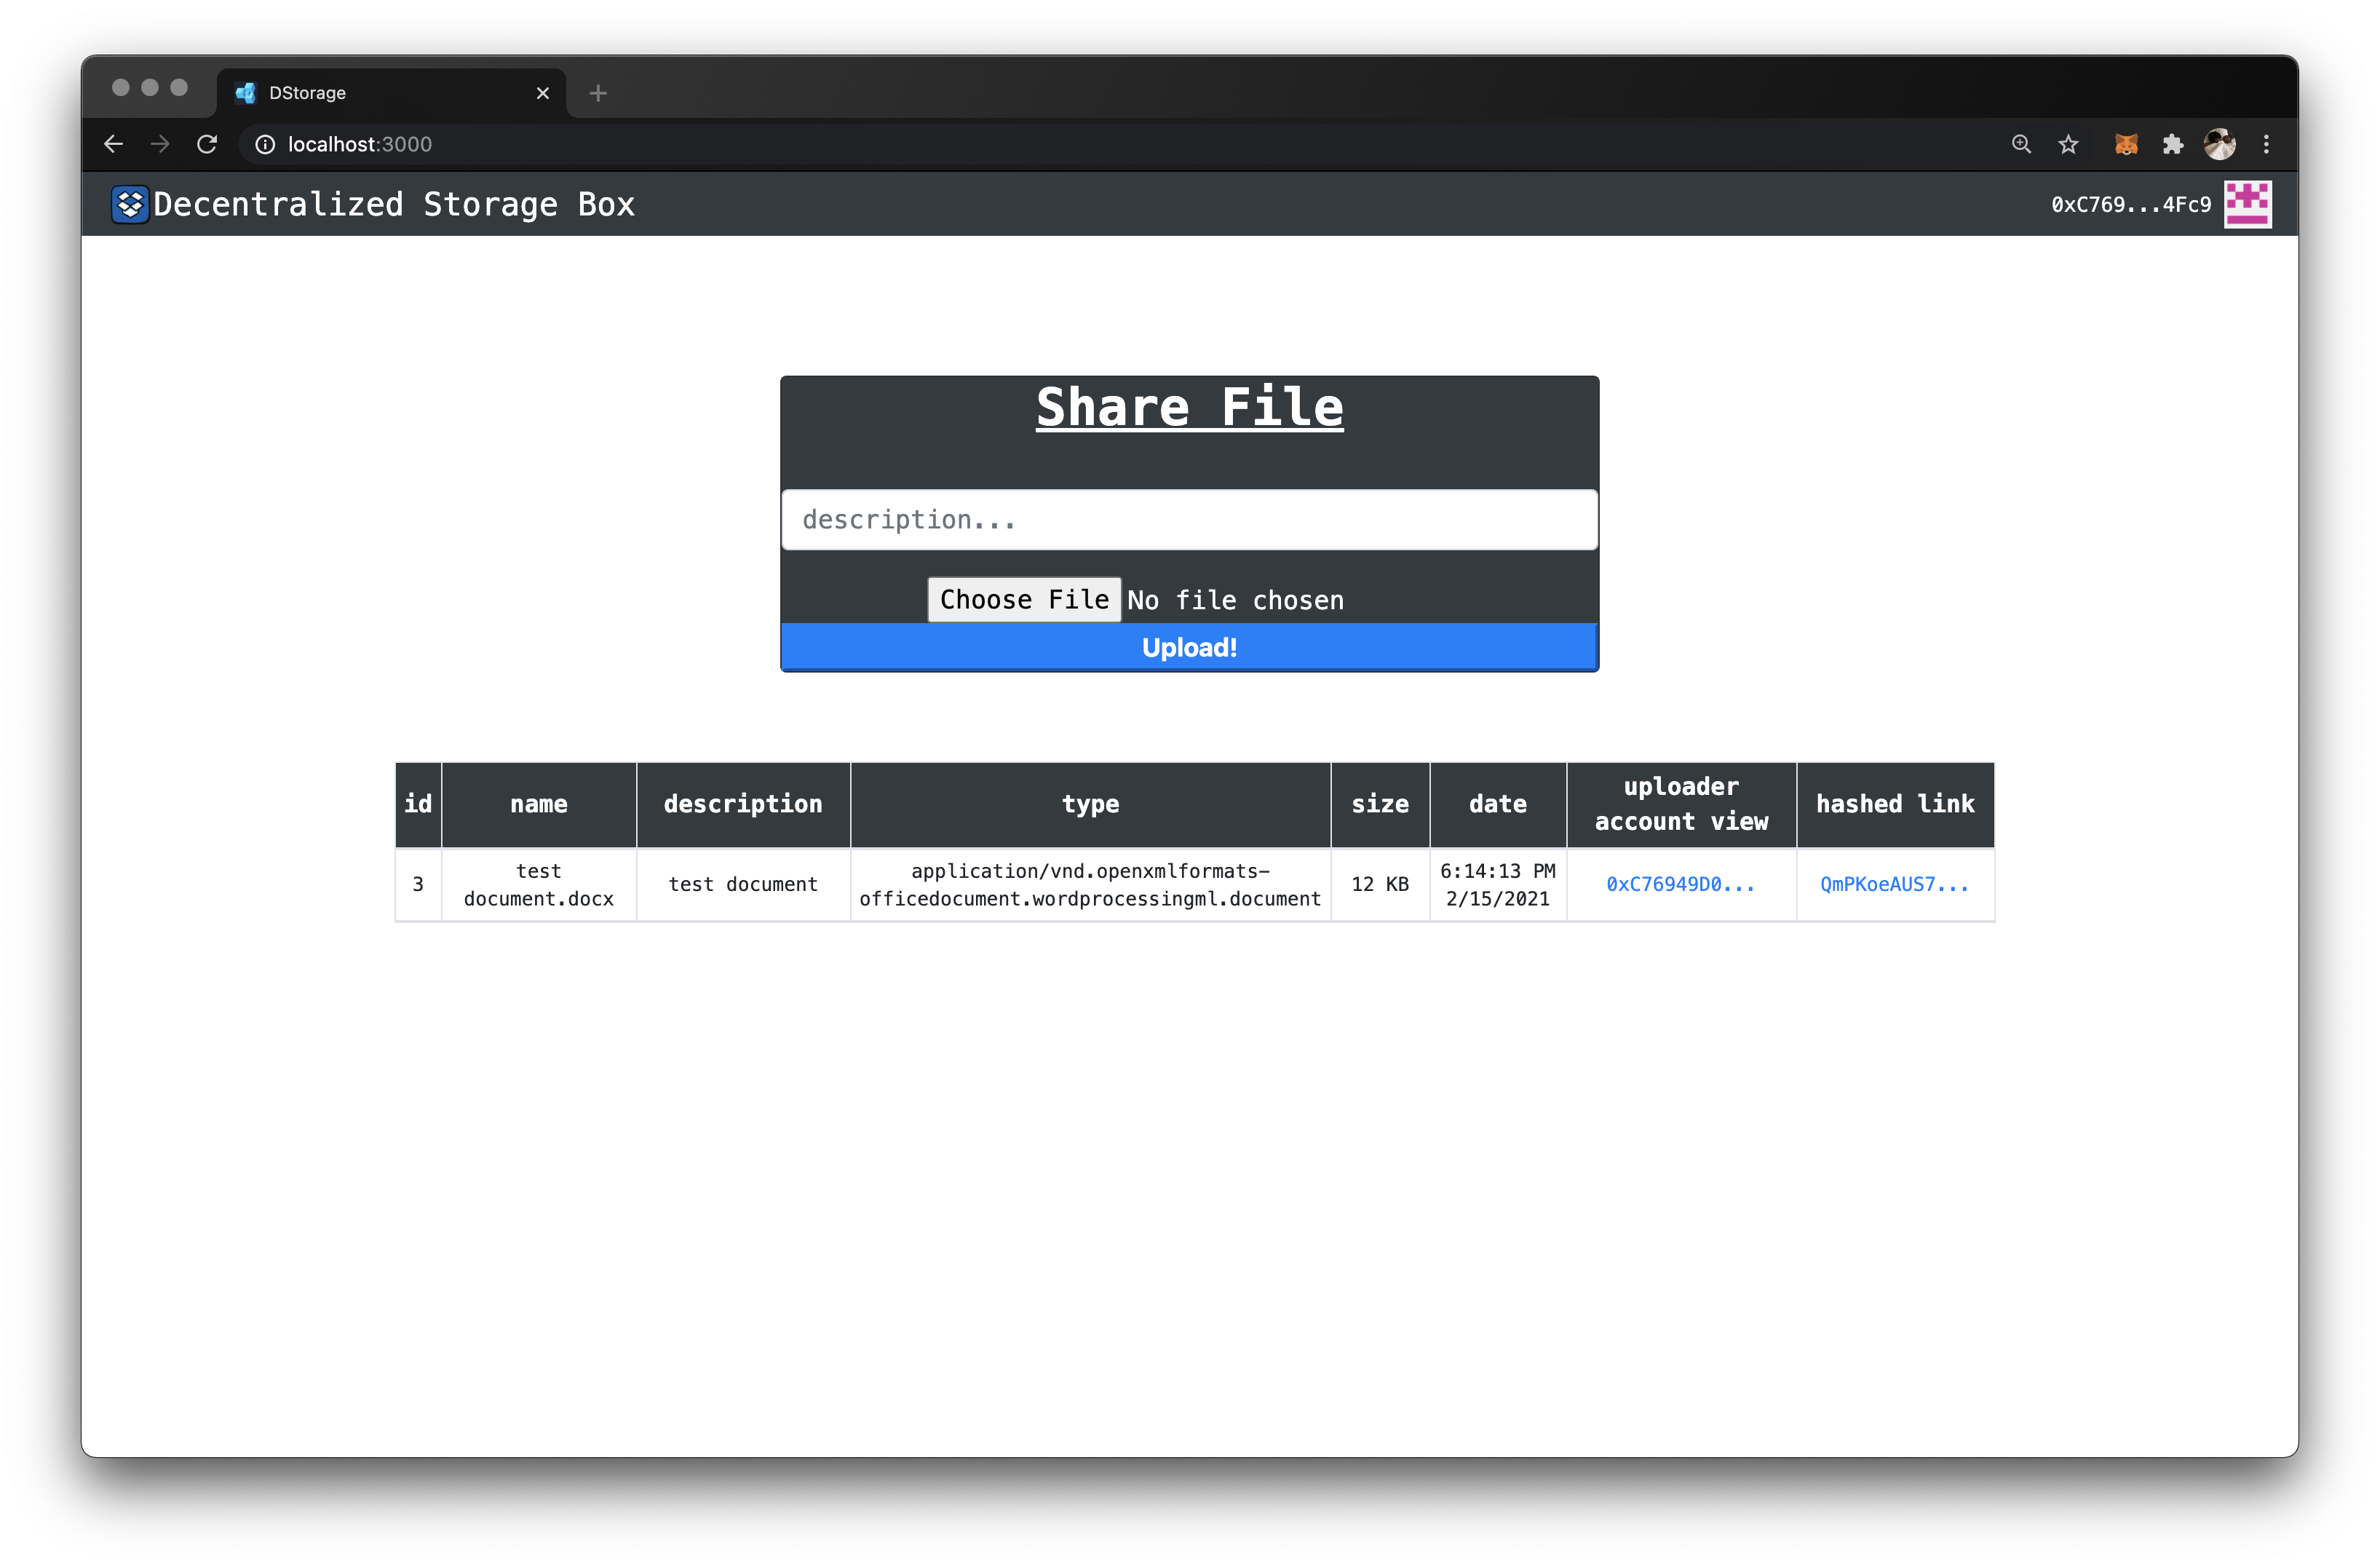 DStorage
localhost:3000
Decentralized Storage Box
0xC769...4Fc9
Share File
description...
Choose File No file chosen
Upload!
id name description type size date uploader account view hashed link
3 test document.docx test document application/vnd.openxmlformats-officedocument.wordprocessingml.document 12 KB 6:14:13 PM 2/15/2021 0xC76949D0... QmPKoeAUS7...